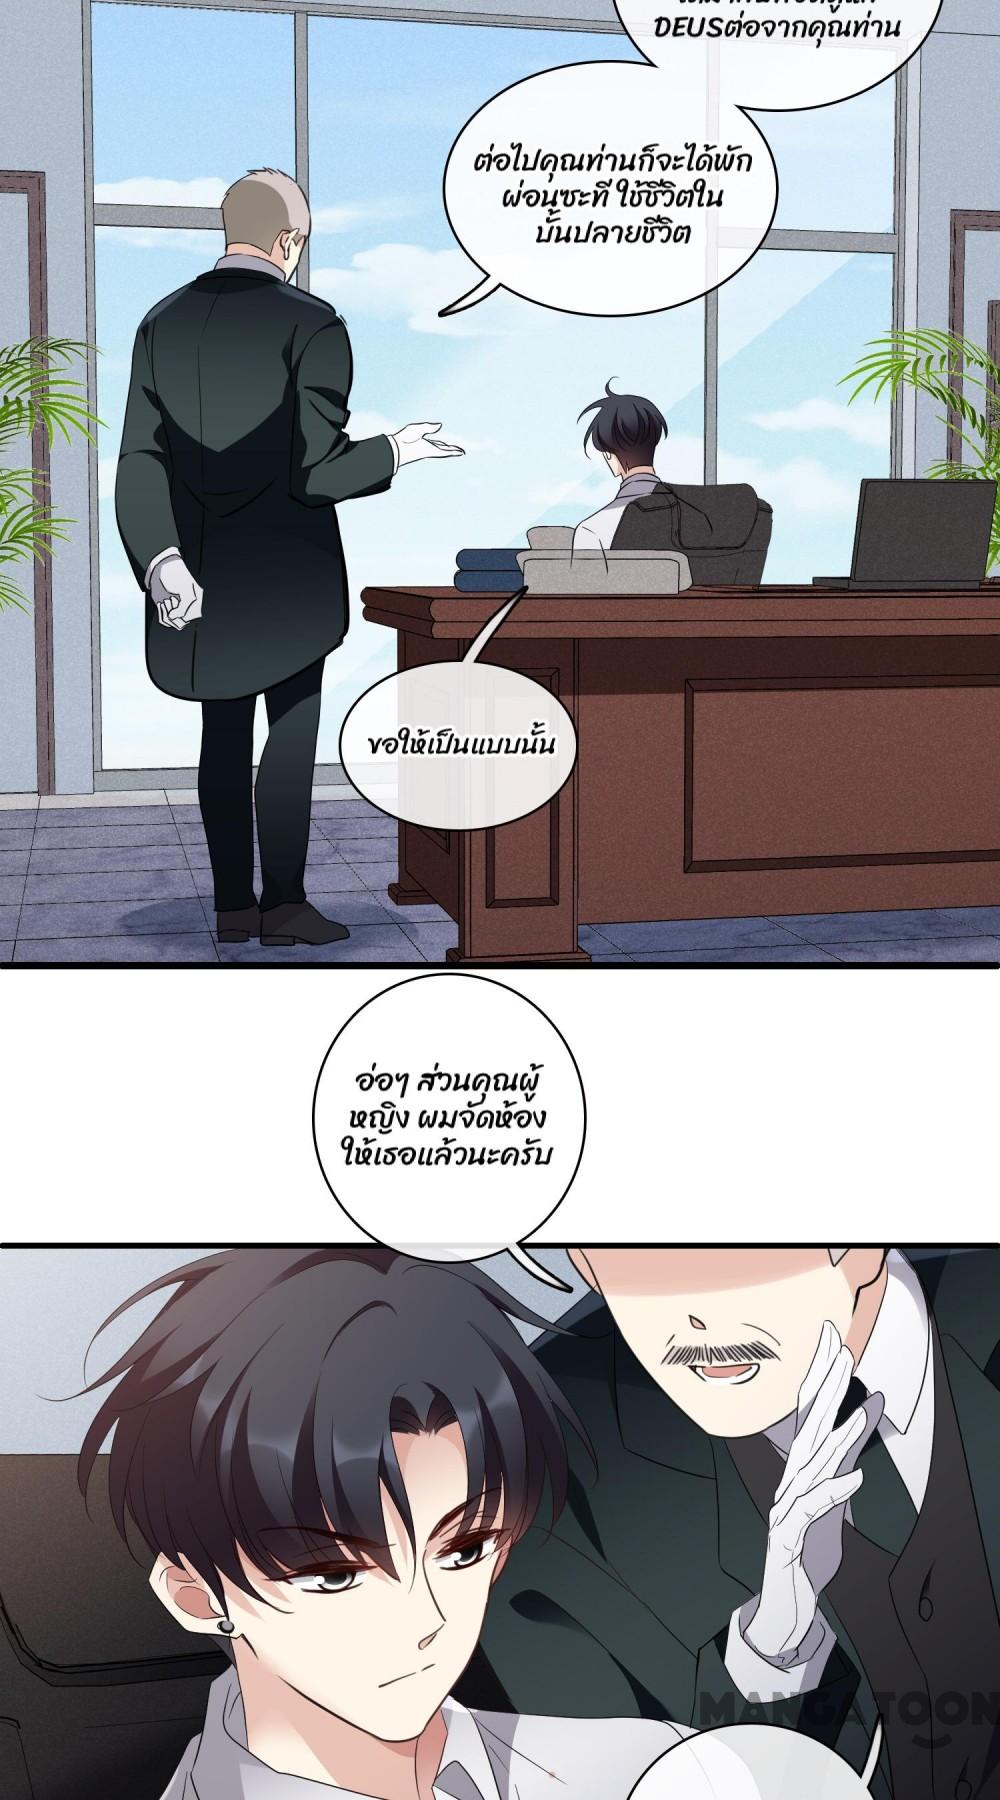 DEUSต่อจากคุณท่าน
ต่อไปคุณท่านก็จะได้พัก
ผ่อนซะที ใช้ชีวิตใน
บั้นปลายชีวิต
ขอให้เป็นแบบนั้น
อ่อๆ ส่วนคุณผู้
หญิง ผมจัดห้อง
ให้เธอแล้วนะครับ
MANGATOON